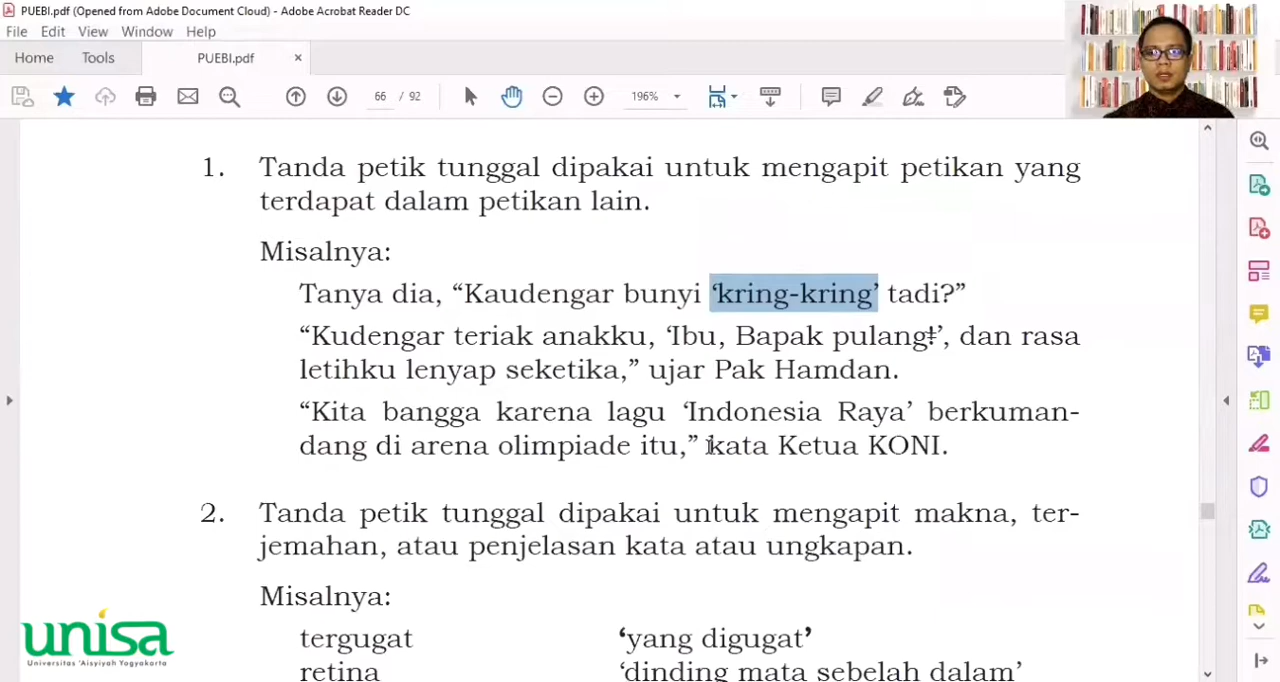 PUEBI.pdf (Opened from Adobe Document Cloud) - Adobe Acrobat Reader DC
File Edit View Window Help
Home Tools PUEBI.pdf ×
66 / 92 196%
1. Tanda petik tunggal dipakai untuk mengapit petikan yang
terdapat dalam petikan lain.
Misalnya:
Tanya dia, “Kaudengar bunyi ‘kring-kring’ tadi?”
“Kudengar teriak anakku, ‘Ibu, Bapak pulang!’, dan rasa
letihku lenyap seketika,” ujar Pak Hamdan.
“Kita bangga karena lagu ‘Indonesia Raya’ berkuman-
dang di arena olimpiade itu,” kata Ketua KONI.
2. Tanda petik tunggal dipakai untuk mengapit makna, ter-
jemahan, atau penjelasan kata atau ungkapan.
Misalnya:
tergugat ‘yang digugat’
retina ‘dinding mata sebelah dalam’
unisa
Universitas 'Aisyiyah Yogyakarta